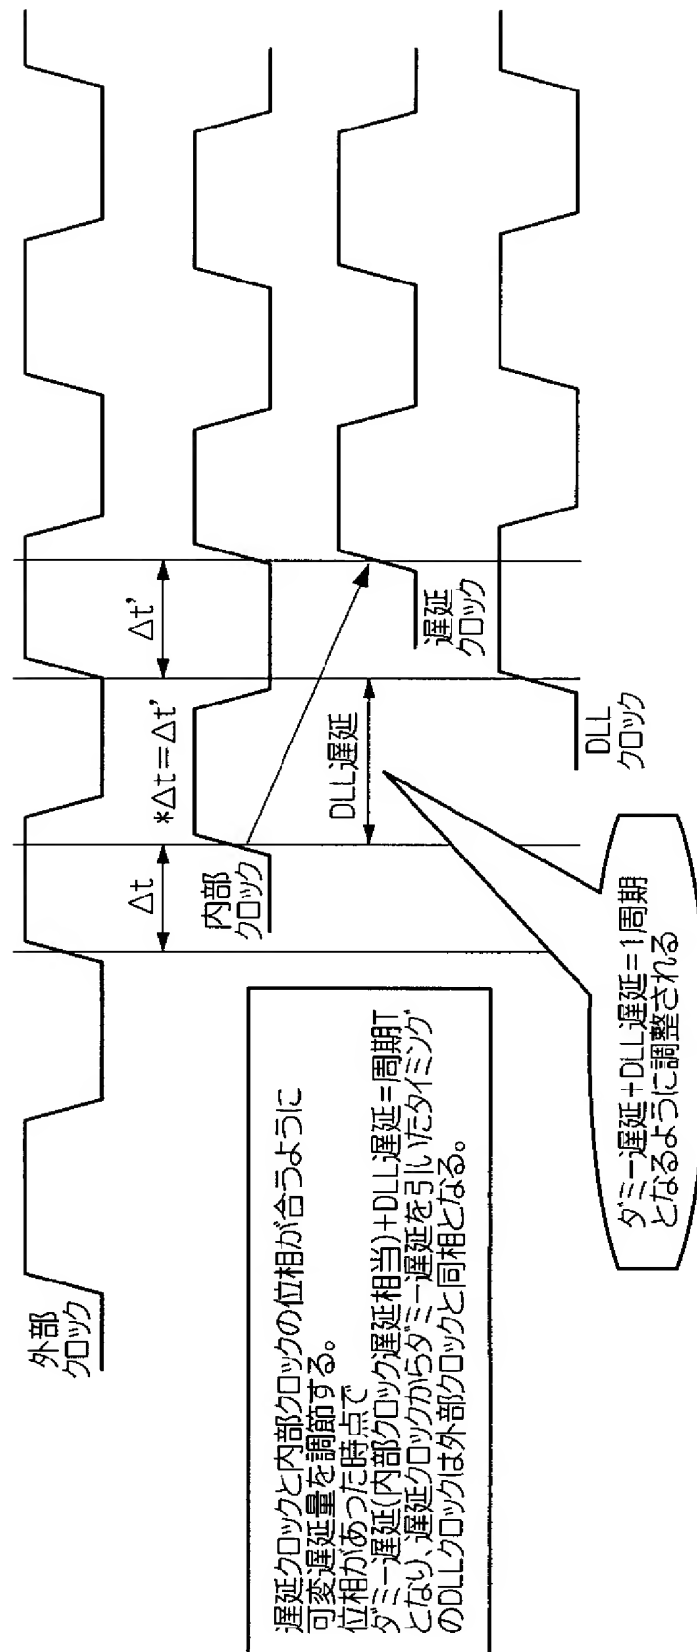 外部
クロック
Δt
*Δt=Δt'
Δt'
内部
クロック
DLL遅延
遅延
クロック
DLL
クロック
遅延クロックと内部クロックの位相が合うように
可変遅延量を調節する。
位相があった時点で
ダミー遅延(内部クロック遅延相当)+DLL遅延=周期T
となり、遅延クロックからダミー遅延を引いたタイミング
のDLLクロックは外部クロックと同相となる。
ダミー遅延+DLL遅延=1周期
となるように調整される